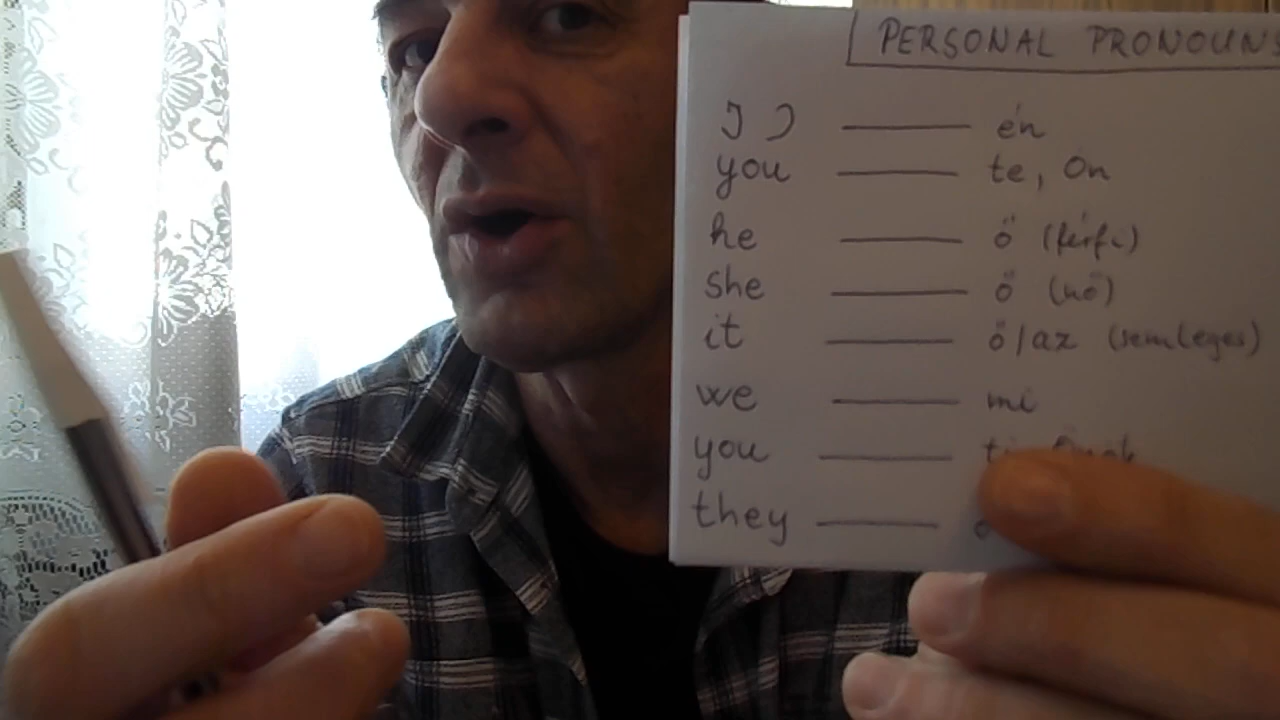 PERSONAL PRONOUNS
I I én
you te, Ön
he ő (férfi)
she ő (nő)
it ő/az (semleges)
we mi
you
they